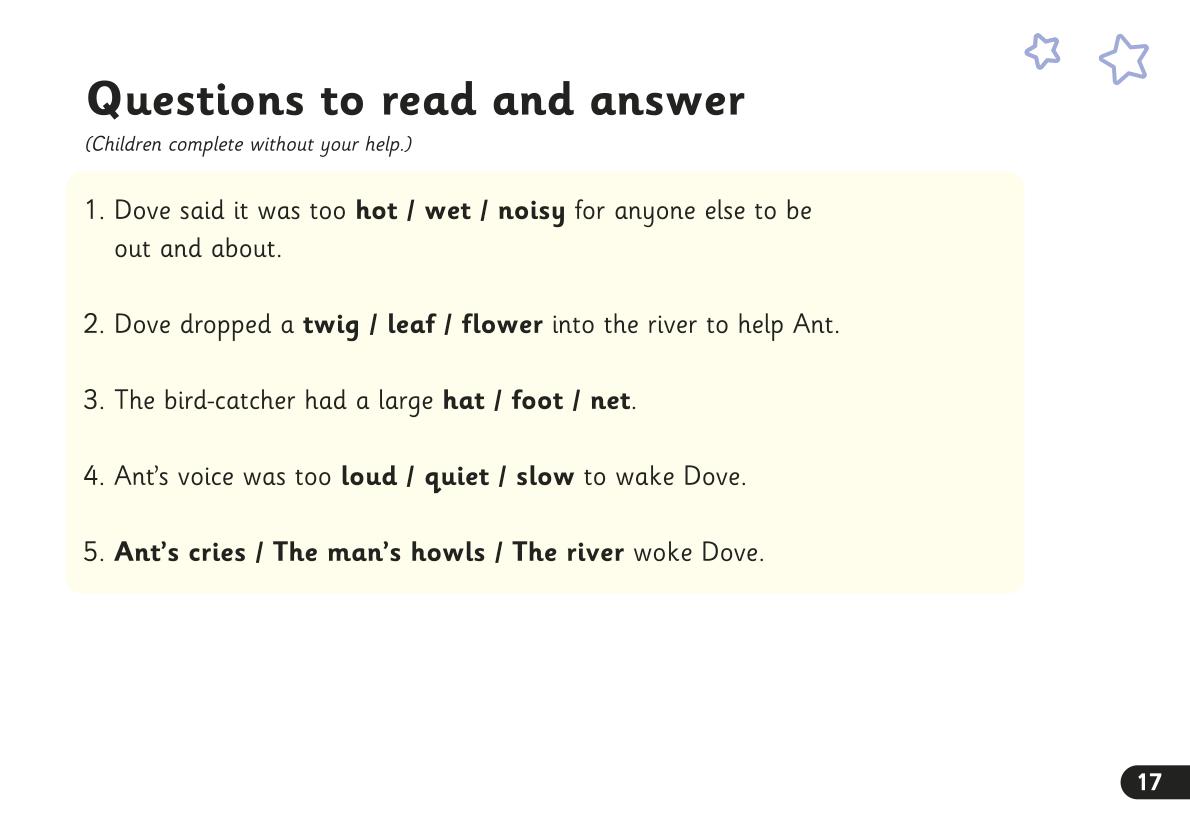 Questions to read and answer
(Children complete without your help.)
1. Dove said it was too hot / wet / noisy for anyone else to be
out and about.
2. Dove dropped a twig / leaf / flower into the river to help Ant.
3. The bird-catcher had a large hat / foot / net.
4. Ant’s voice was too loud / quiet / slow to wake Dove.
5. Ant’s cries / The man’s howls / The river woke Dove.
17